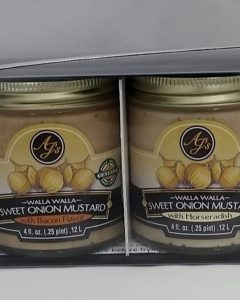 AJ's
WALLA WALLA
SWEET ONION MUSTARD
with Bacon Flavor
4 fl. oz. (.25 pint) .12 L
AJ's
WALLA WALLA
SWEET ONION MUSTARD
with Horseradish
4 fl. oz. (.25 pint) .12 L